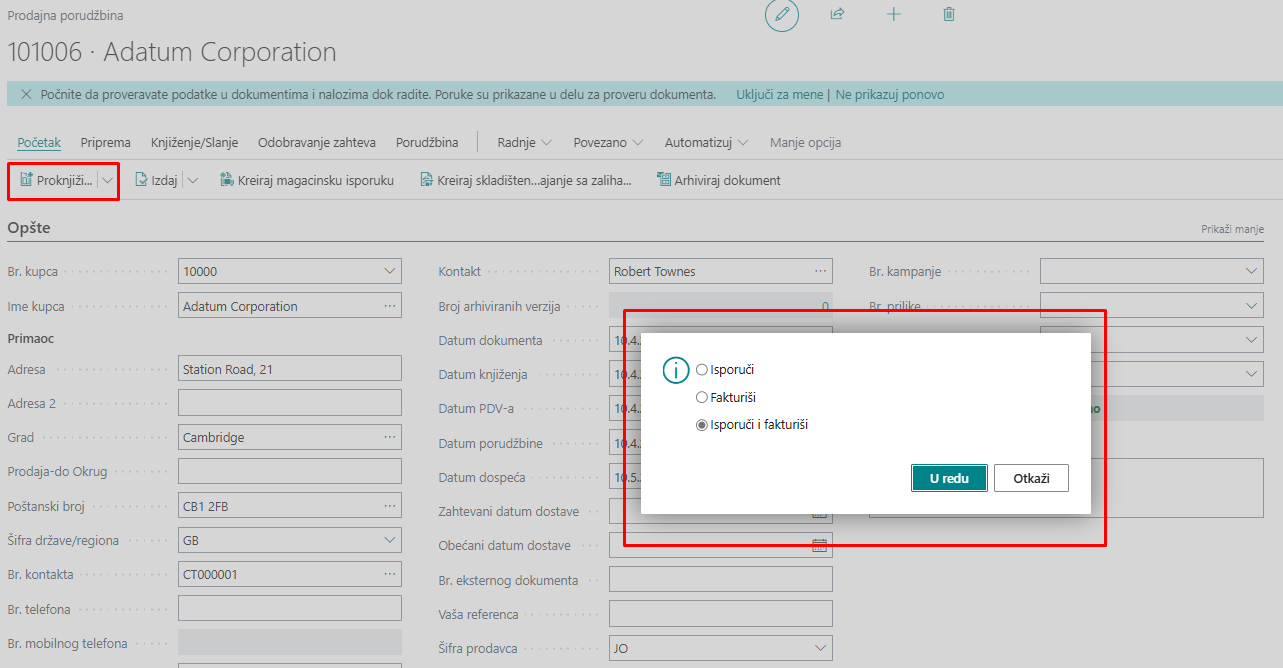 Prodajna porudžbina
101006 · Adatum Corporation
Počnite da proveravate podatke u dokumentima i nalozima dok radite. Poruke su prikazane u delu za proveru dokumenta. Uključi za mene | Ne prikazuj ponovo
Početak Priprema Knjiženje/Slanje Odobravanje zahteva Porudžbina Radnje Povezano Automatizuj Manje opcija
Proknjiži... Izdaj Kreiraj magacinsku isporuku Kreiraj skladišten...ajanje sa zaliha... Arhiviraj dokument
Opšte Prikaži manje
Br. kupca 10000 Kontakt Robert Townes Br. kampanje
Ime kupca Adatum Corporation Broj arhiviranih verzija 0 Br. prilike
Primaoc Datum dokumenta 10.4.
Adresa Station Road, 21 Datum knjiženja 10.4.
Adresa 2 Datum PDV-a 10.4.
Grad Cambridge Datum porudžbine 10.4.
Prodaja-do Okrug Datum dospeća 10.5.
Poštanski broj CB1 2FB Zahtevani datum dostave
Šifra države/regiona GB Obećani datum dostave
Br. kontakta CT000001 Br. eksternog dokumenta
Br. telefona Vaša referenca
Br. mobilnog telefona Šifra prodavca JO
Isporuči
Fakturiši
Isporuči i fakturiši
U redu Otkaži